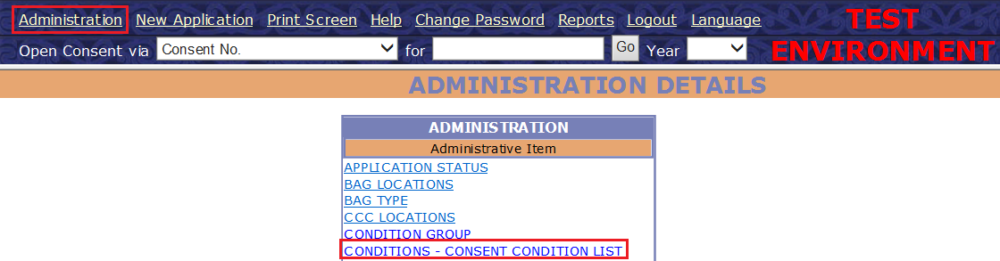 Administration New Application Print Screen Help Change Password Reports Logout Language
TEST ENVIRONMENT
Open Consent via Consent No. for Go Year
ADMINISTRATION DETAILS
ADMINISTRATION
Administrative Item
APPLICATION STATUS
BAG LOCATIONS
BAG TYPE
CCC LOCATIONS
CONDITION GROUP
CONDITIONS - CONSENT CONDITION LIST